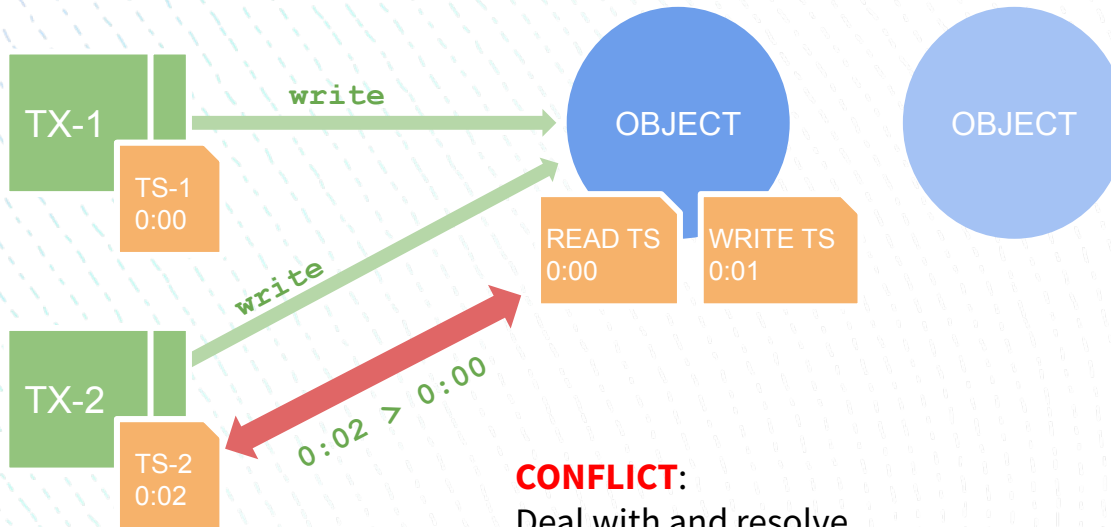 TX-1
TS-1
0:00
write
OBJECT
OBJECT
READ TS
0:00
WRITE TS
0:01
write
TX-2
TS-2
0:02
0:02 > 0:00
CONFLICT:
Deal with and resolve